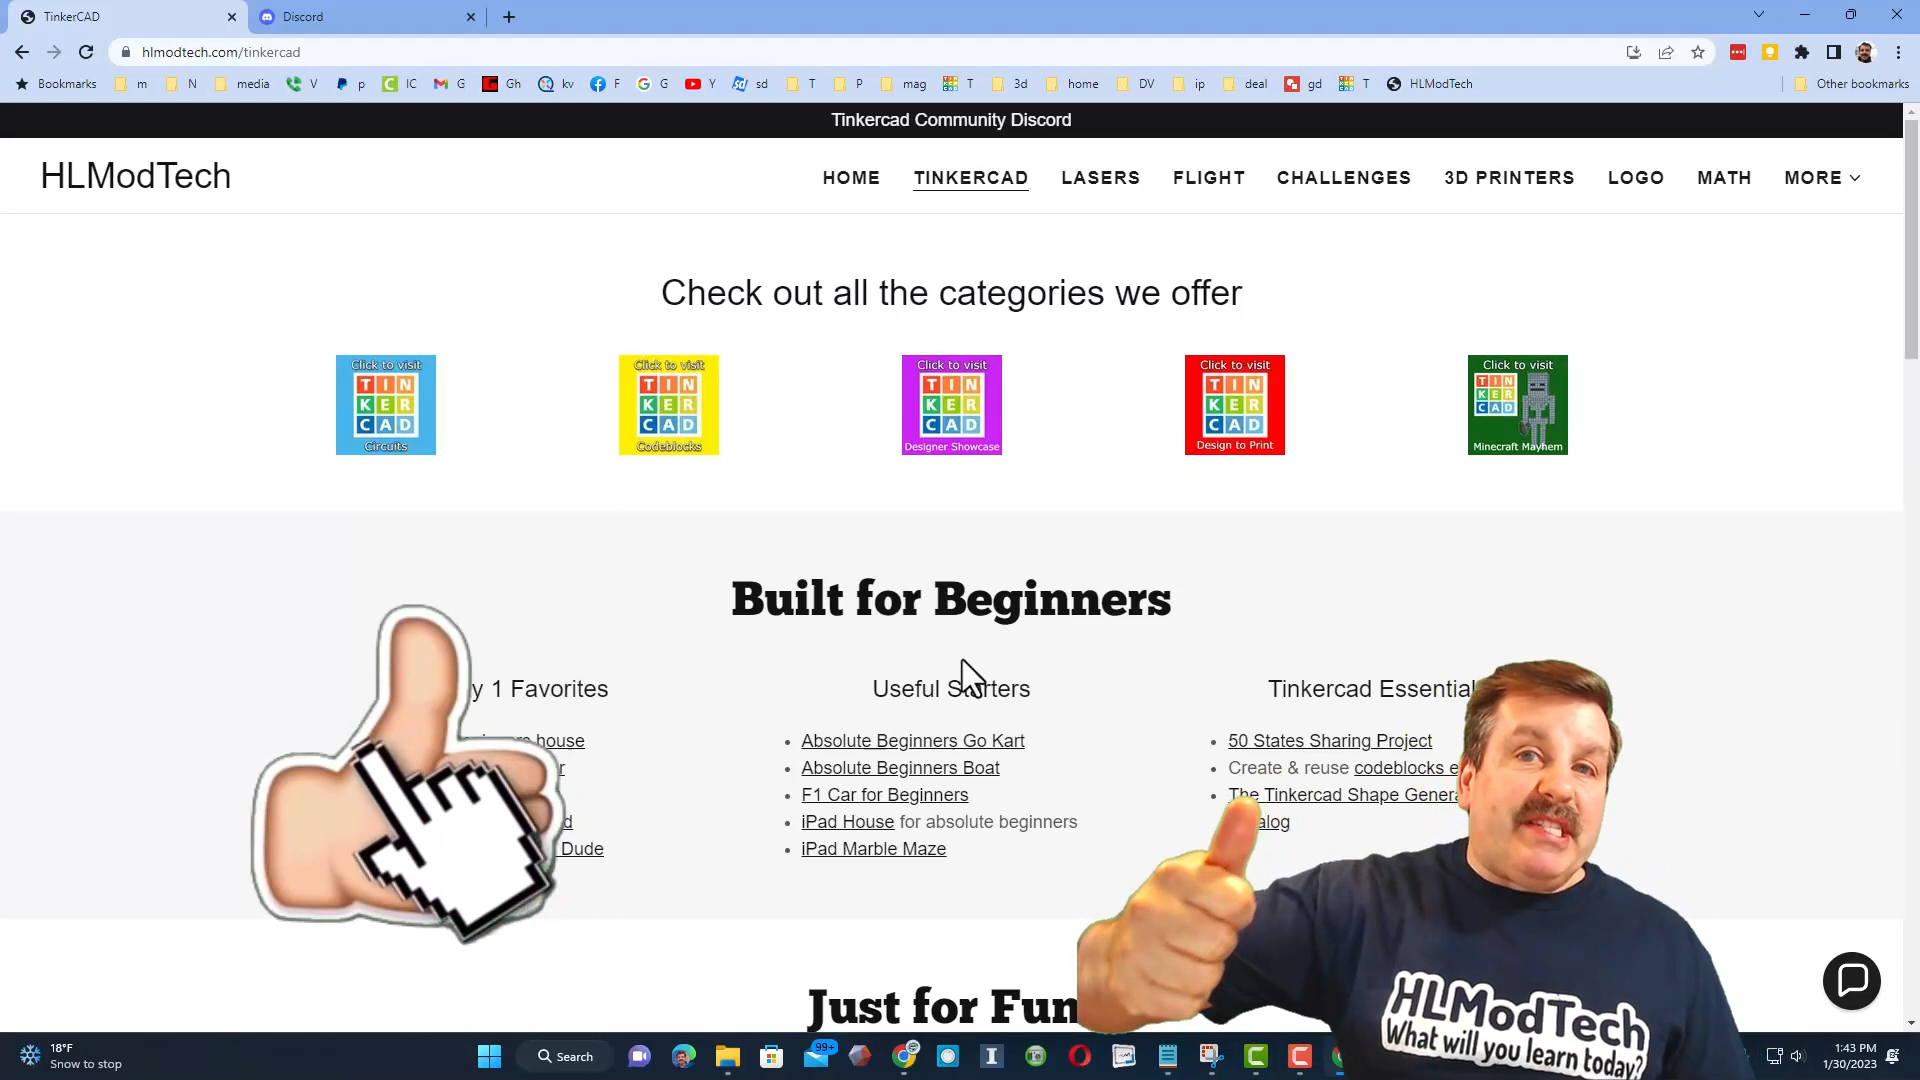 TinkerCAD
Discord
hlmodtech.com/tinkercad
Bookmarks m N media V p IC G Gh kv F G Y sd T P mag T 3d home DV ip deal gd T HLModTech Other bookmarks
Tinkercad Community Discord
HLModTech
HOME TINKERCAD LASERS FLIGHT CHALLENGES 3D PRINTERS LOGO MATH MORE
Check out all the categories we offer
Click to visit
TIN
KER
CAD
Circuits
Click to visit
TIN
KER
CAD
Codeblocks
Click to visit
TIN
KER
CAD
Designer Showcase
Click to visit
TIN
KER
CAD
Design to Print
Click to visit
TIN
KER
CAD
Minecraft Mayhem
Built for Beginners
y 1 Favorites
house
r
d
Dude
Useful Starters
Absolute Beginners Go Kart
Absolute Beginners Boat
F1 Car for Beginners
iPad House for absolute beginners
iPad Marble Maze
Tinkercad Essential
50 States Sharing Project
Create & reuse codeblocks e
The Tinkercad Shape Genera
alog
Just for Fun
HLModTech
What will you learn today?
18°F
Snow to stop
Search
99+
1:43 PM
1/30/2023